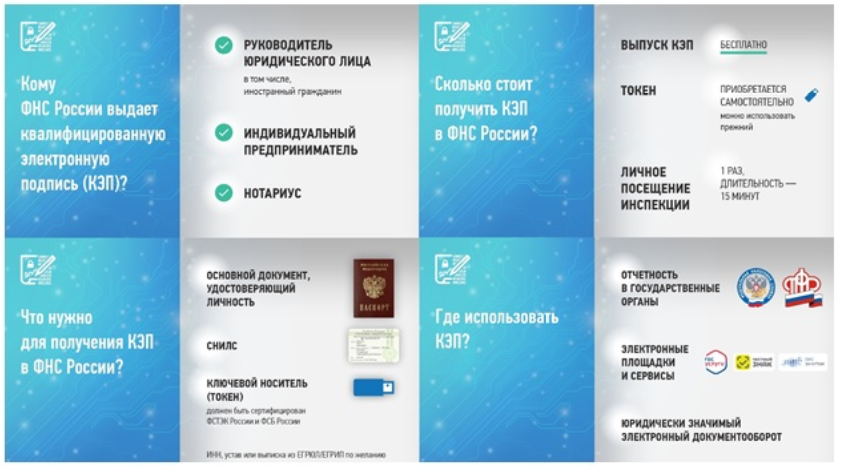 Кому
ФНС России выдает
квалифицированную
электронную
подпись (КЭП)?
РУКОВОДИТЕЛЬ
ЮРИДИЧЕСКОГО ЛИЦА
в том числе,
иностранный гражданин
ИНДИВИДУАЛЬНЫЙ
ПРЕДПРИНИМАТЕЛЬ
НОТАРИУС
Сколько стоит
получить КЭП
в ФНС России?
ВЫПУСК КЭП
БЕСПЛАТНО
ТОКЕН
ПРИОБРЕТАЕТСЯ
САМОСТОЯТЕЛЬНО
можно использовать
прежний
ЛИЧНОЕ
ПОСЕЩЕНИЕ
ИНСПЕКЦИИ
1 РАЗ,
ДЛИТЕЛЬНОСТЬ —
15 МИНУТ
Что нужно
для получения КЭП
в ФНС России?
ОСНОВНОЙ ДОКУМЕНТ,
УДОСТОВЕРЯЮЩИЙ
ЛИЧНОСТЬ
ПАСПОРТ
СНИЛС
КЛЮЧЕВОЙ НОСИТЕЛЬ
(ТОКЕН)
должен быть сертифицирован
ФСТЭК России и ФСБ России
ИНН, устав или выписка из ЕГРЮЛ/ЕГРИП по желанию
Где использовать
КЭП?
ОТЧЕТНОСТЬ
В ГОСУДАРСТВЕННЫЕ
ОРГАНЫ
ЭЛЕКТРОННЫЕ
ПЛОЩАДКИ
И СЕРВИСЫ
гос
услуги
ЧЕСТНЫЙ
ЗНАК
ЮРИДИЧЕСКИ ЗНАЧИМЫЙ
ЭЛЕКТРОННЫЙ ДОКУМЕНТООБОРОТ